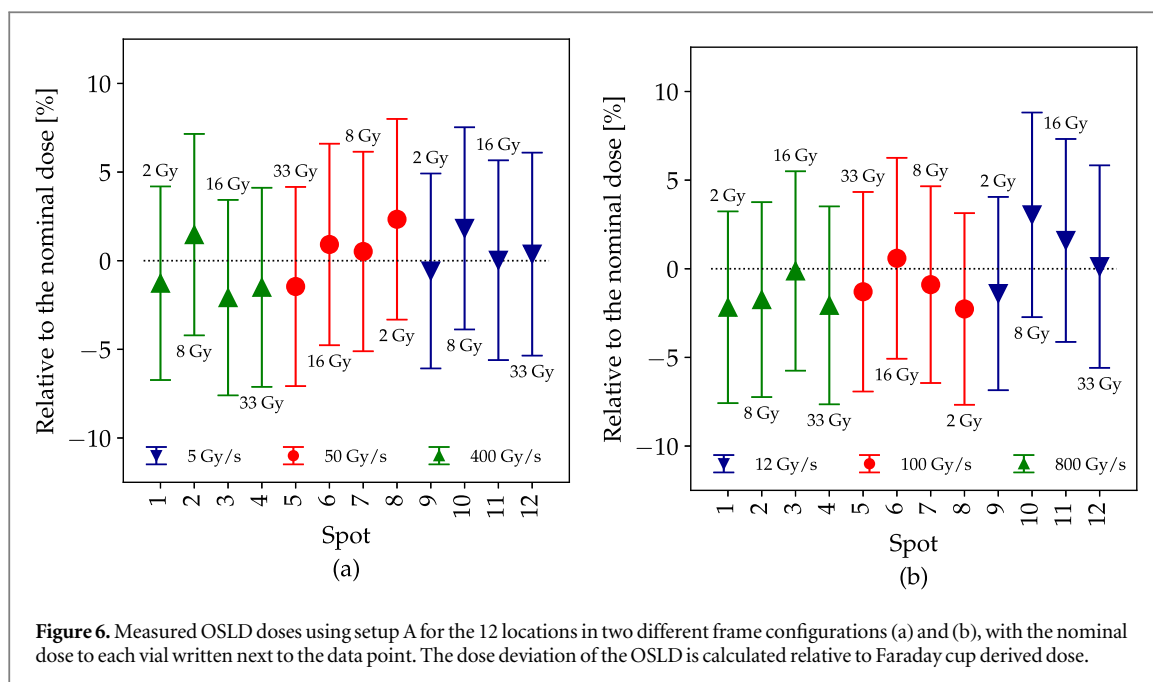 Relative to the nominal dose [%]
10
5
0
−5
−10
2 Gy
8 Gy
16 Gy
33 Gy
33 Gy
16 Gy
8 Gy
2 Gy
2 Gy
8 Gy
16 Gy
33 Gy
5 Gy/s
50 Gy/s
400 Gy/s
1
2
3
4
5
6
7
8
9
10
11
12
Spot
(a)
Relative to the nominal dose [%]
10
5
0
−5
−10
2 Gy
8 Gy
16 Gy
33 Gy
33 Gy
16 Gy
8 Gy
2 Gy
2 Gy
8 Gy
16 Gy
33 Gy
12 Gy/s
100 Gy/s
800 Gy/s
1
2
3
4
5
6
7
8
9
10
11
12
Spot
(b)
Figure 6. Measured OSLD doses using setup A for the 12 locations in two different frame configurations (a) and (b), with the nominal
dose to each vial written next to the data point. The dose deviation of the OSLD is calculated relative to Faraday cup derived dose.